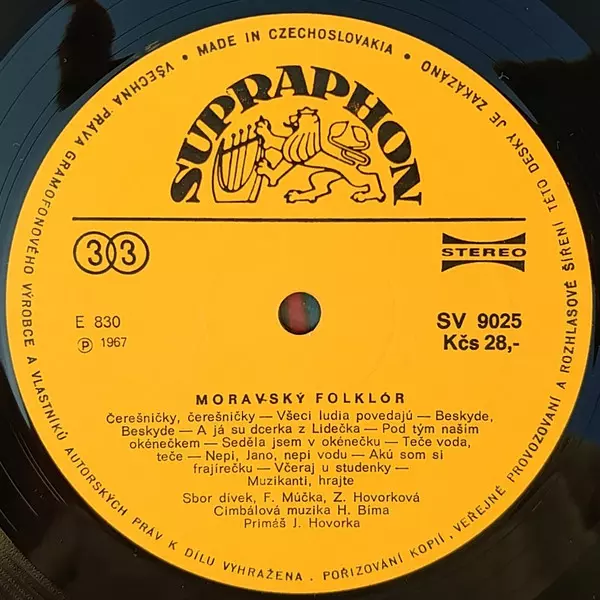 VŠECHNA PRÁVA GRAMOFONOVÉHO VÝROBCE A VLASTNÍKŮ AUTORSKÝCH PRÁV K DÍLU VYHRAŽENA . POŘIZOVÁNÍ KOPIÍ, VEŘEJNÉ PROVOZOVÁNÍ A ROZHLASOVÉ ŠÍŘENÍ TÉTO DESKY JE ZAKÁZÁNO
• MADE IN CZECHOSLOVAKIA •
SUPRAPHON
33
STEREO
E 830
SV 9025
Ⓟ 1967
Kčs 28,-
MORAVSKÝ FOLKLÓR
Čerešničky, čerešničky — Všeci ludia povedajú — Beskyde,
Beskyde — A já su dcerka z Lidečka — Pod tým naším
okénečkem — Seděla jsem v okénečku — Teče voda,
teče — Nepi, Jano, nepi vodu — Akú som si
frajírečku — Včeraj u studenky —
Muzikanti, hrajte
Sbor dívek, F. Múčka, Z. Hovorková
Cimbálová muzika H. Bíma
Primáš J. Hovorka